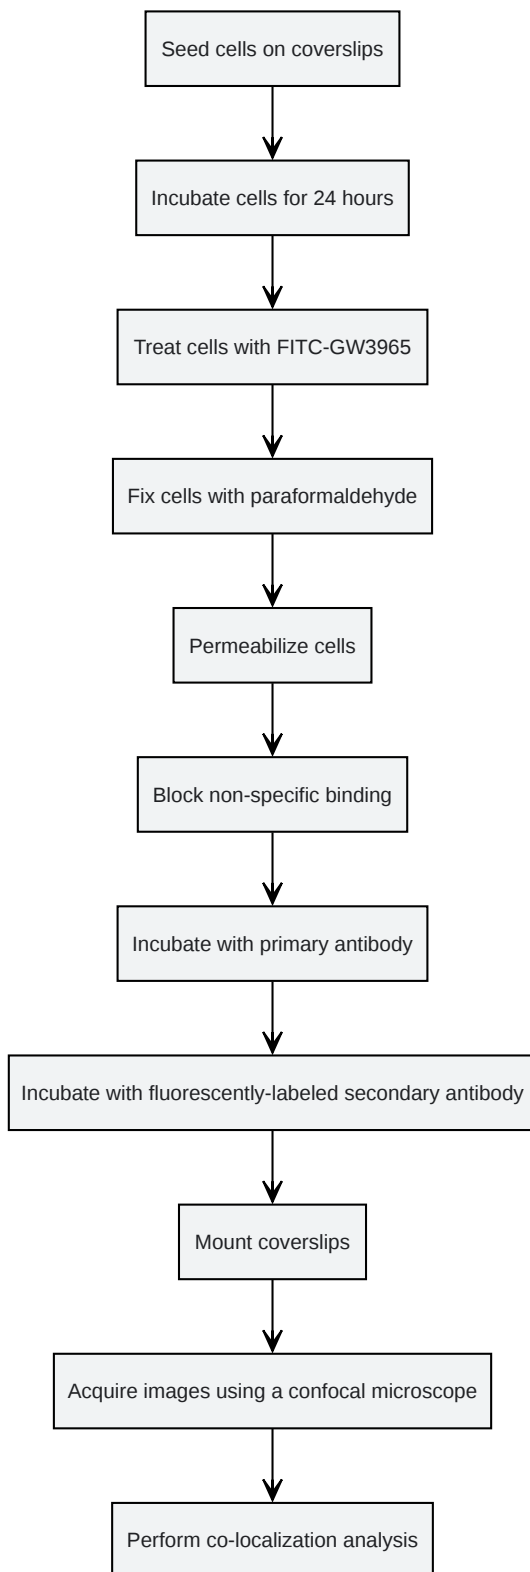 Seed cells on coverslips
Incubate cells for 24 hours
Treat cells with FITC-GW3965
Fix cells with paraformaldehyde
Permeabilize cells
Block non-specific binding
Incubate with primary antibody
Incubate with fluorescently-labeled secondary antibody
Mount coverslips
Acquire images using a confocal microscope
Perform co-localization analysis